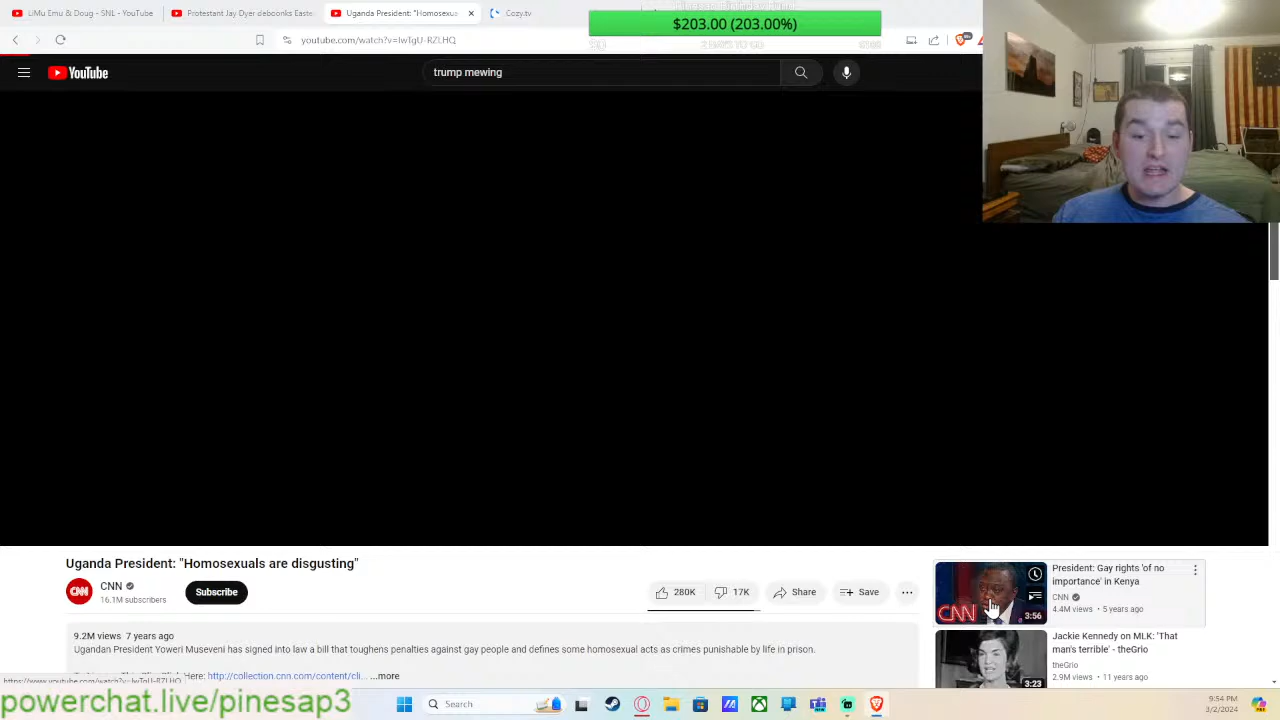 LiMu Emu & Doug - SNL - YouTube
Protestant Jay Dyer deboonks Easte
Uganda President: "Homosexu
Cozy.tv
$203.00 (203.00%)
youtube.com/watch?v=IwTgU-RZLHQ
YouTube
trump mewing
Uganda President: "Homosexuals are disgusting"
CNN
16.1M subscribers
Subscribe
280K
17K
Share
Save
9.2M views 7 years ago
Ugandan President Yoweri Museveni has signed into law a bill that toughens penalties against gay people and defines some homosexual acts as crimes punishable by life in prison.
Here: http://collection.cnn.com/content/cli... ...more
CNN
3:56
President: Gay rights 'of no
importance' in Kenya
CNN
4.4M views • 5 years ago
3:23
Jackie Kennedy on MLK: 'That
man's terrible' - theGrio
theGrio
2.9M views • 11 years ago
powerchat.live/pinesap3
Search
9:54 PM
3/2/2024